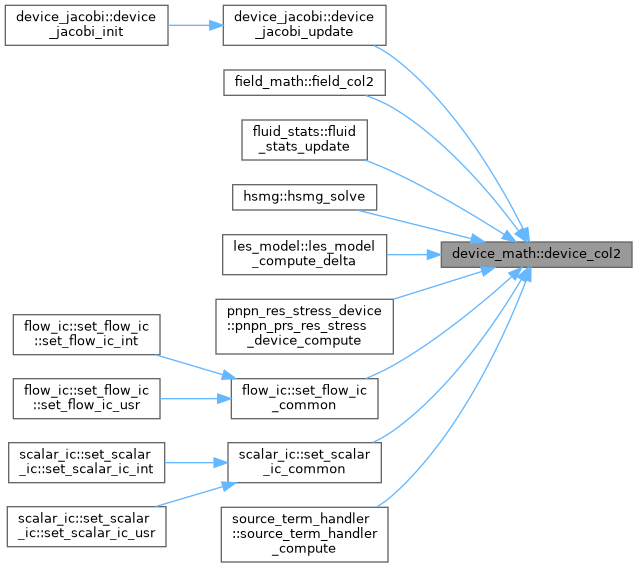 device_jacobi::device
_jacobi_init
device_jacobi::device
_jacobi_update
field_math::field_col2
fluid_stats::fluid
_stats_update
hsmg::hsmg_solve
les_model::les_model
_compute_delta
device_math::device_col2
pnpn_res_stress_device
::pnpn_prs_res_stress
_device_compute
flow_ic::set_flow_ic
::set_flow_ic_int
flow_ic::set_flow_ic
::set_flow_ic_usr
flow_ic::set_flow_ic
_common
scalar_ic::set_scalar
_ic::set_scalar_ic_int
scalar_ic::set_scalar
_ic_common
scalar_ic::set_scalar
_ic::set_scalar_ic_usr
source_term_handler
::source_term_handler
_compute